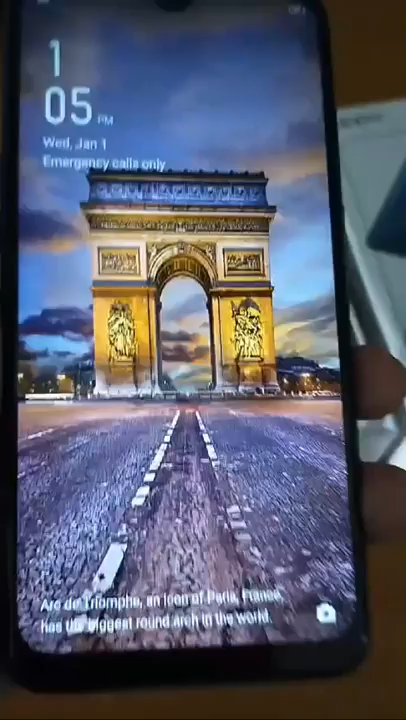 1
05 PM
Wed, Jan 1
Emergency calls only
Arc de Triomphe, an icon of Paris, France,
has the biggest round arch in the world.